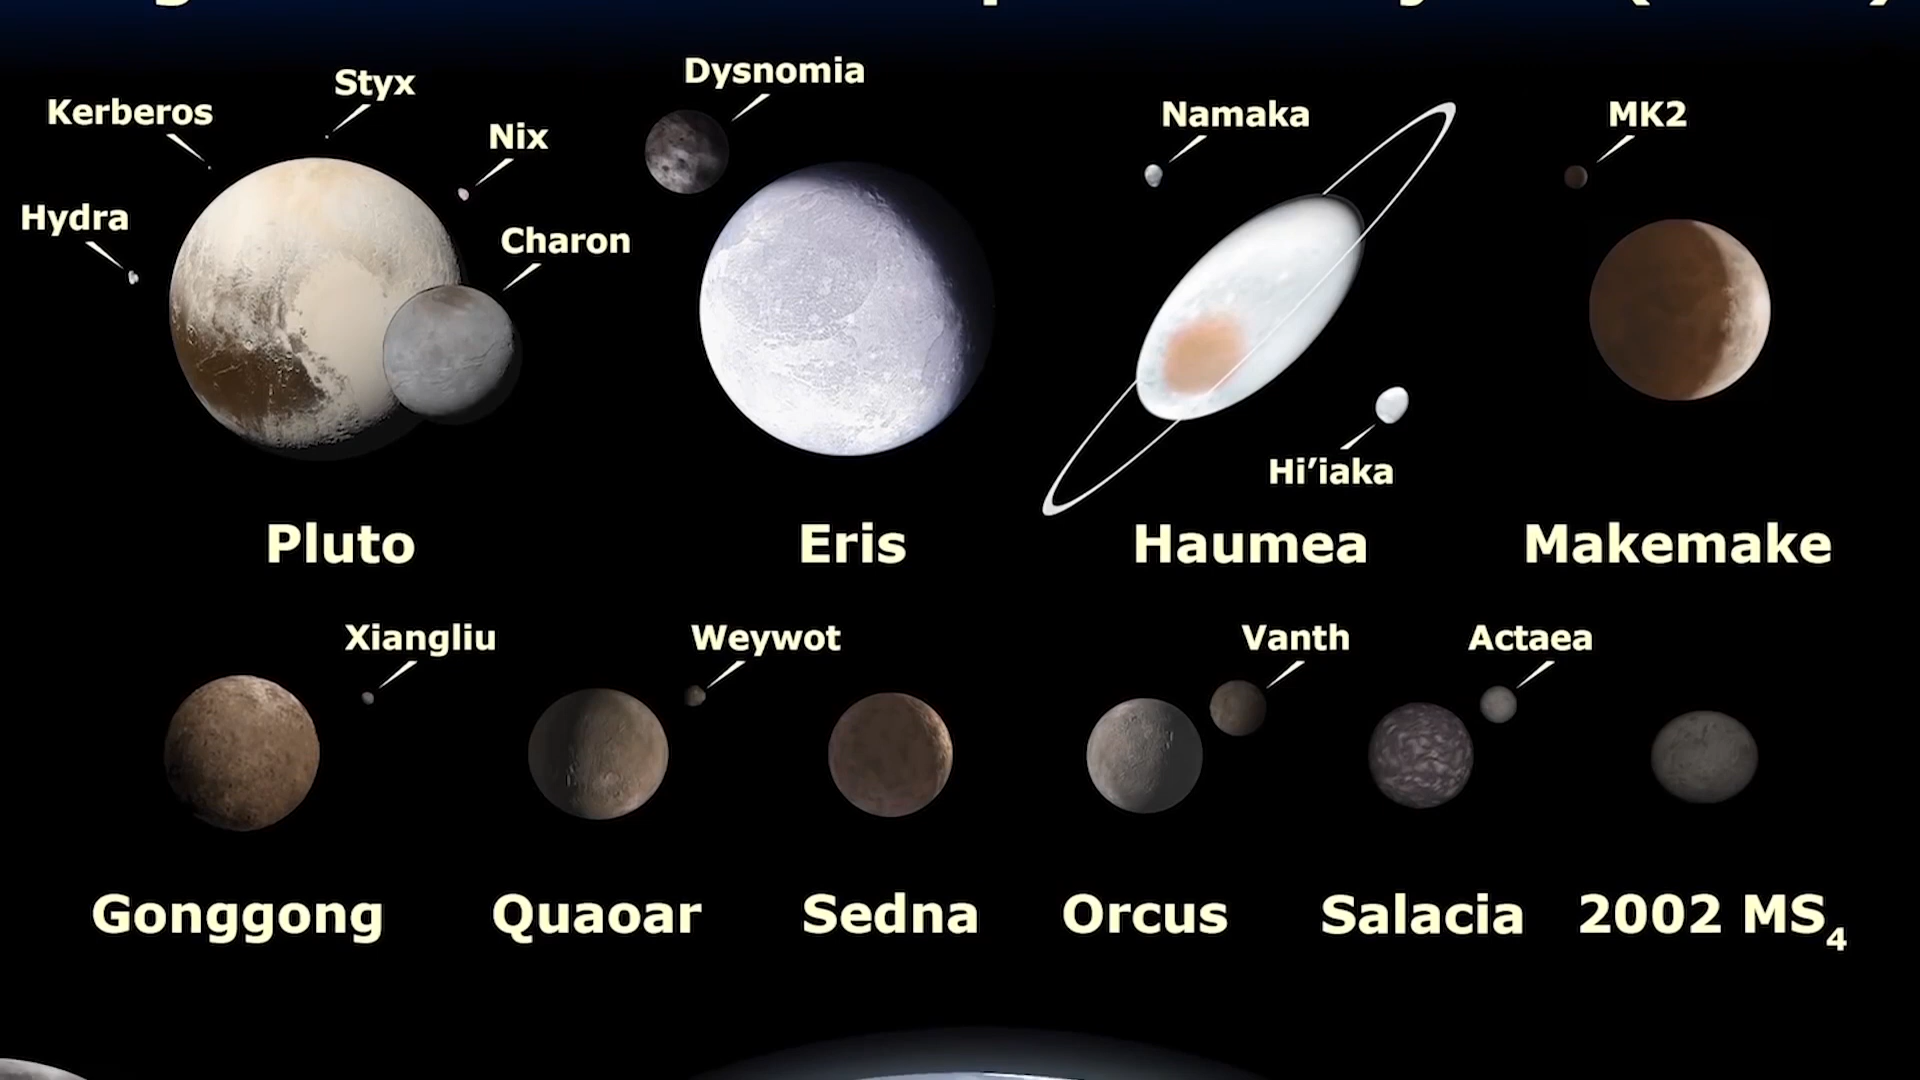 Styx
Dysnomia
Kerberos
Namaka
MK2
Nix
Hydra
Charon
Hi’iaka
Pluto
Eris
Haumea
Makemake
Xiangliu
Weywot
Vanth
Actaea
Gonggong
Quaoar
Sedna
Orcus
Salacia
2002 MS4